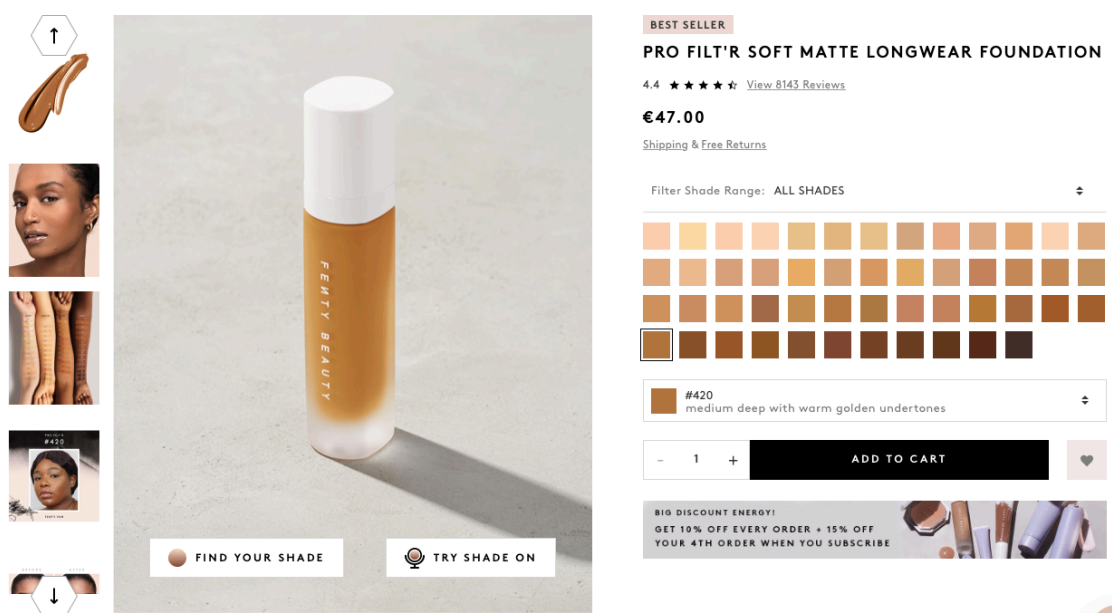 BEST SELLER
PRO FILT'R SOFT MATTE LONGWEAR FOUNDATION
4.4 View 8143 Reviews
€47.00
Shipping & Free Returns
Filter Shade Range: ALL SHADES
#420
medium deep with warm golden undertones
- 1 +
ADD TO CART
BIG DISCOUNT ENERGY!
GET 10% OFF EVERY ORDER + 15% OFF
YOUR 4TH ORDER WHEN YOU SUBSCRIBE
FENTY BEAUTY
FIND YOUR SHADE
TRY SHADE ON
#420
BEFORE AFTER